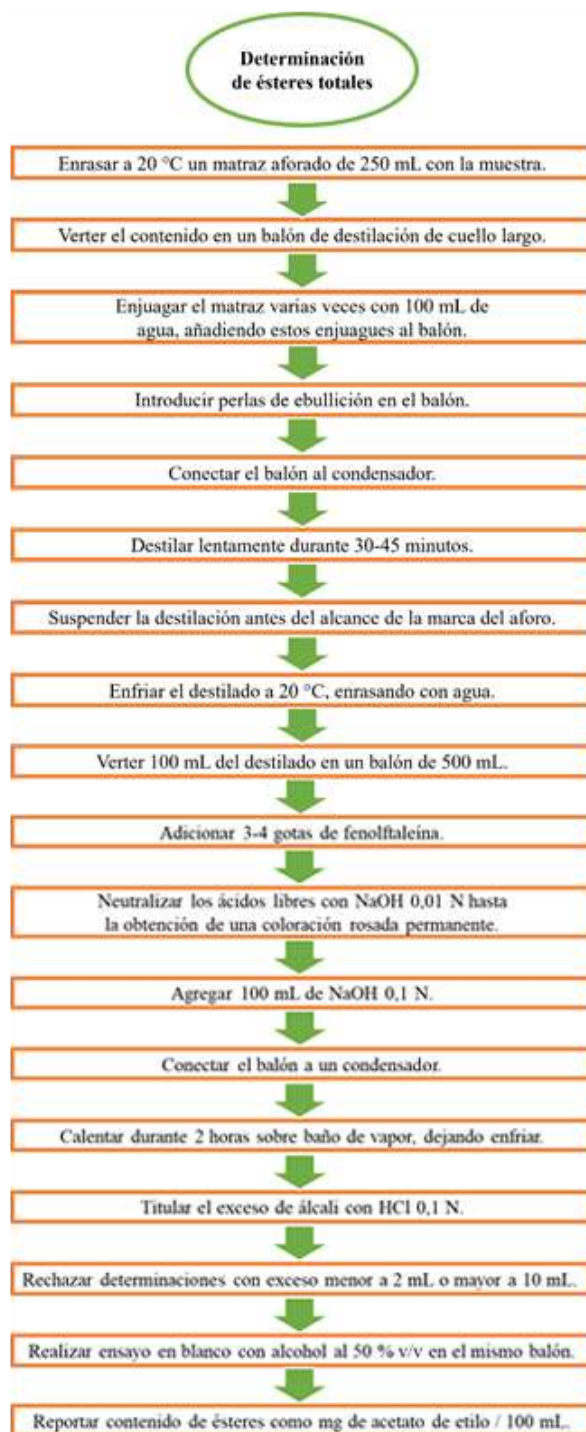 Determinación
de ésteres totales
Enrasar a 20 °C un matraz aforado de 250 mL con la muestra.
Verter el contenido en un balón de destilación de cuello largo.
Enjuagar el matraz varias veces con 100 mL de
agua, añadiendo estos enjuagues al balón.
Introducir perlas de ebullición en el balón.
Conectar el balón al condensador.
Destilar lentamente durante 30-45 minutos.
Suspender la destilación antes del alcance de la marca del aforo.
Enfriar el destilado a 20 °C, enrasando con agua.
Verter 100 mL del destilado en un balón de 500 mL.
Adicionar 3-4 gotas de fenolftaleína.
Neutralizar los ácidos libres con NaOH 0,01 N hasta
la obtención de una coloración rosada permanente.
Agregar 100 mL de NaOH 0,1 N.
Conectar el balón a un condensador.
Calentar durante 2 horas sobre baño de vapor, dejando enfriar.
Titular el exceso de álcali con HCl 0,1 N.
Rechazar determinaciones con exceso menor a 2 mL o mayor a 10 mL.
Realizar ensayo en blanco con alcohol al 50 % v/v en el mismo balón.
Reportar contenido de ésteres como mg de acetato de etilo / 100 mL.